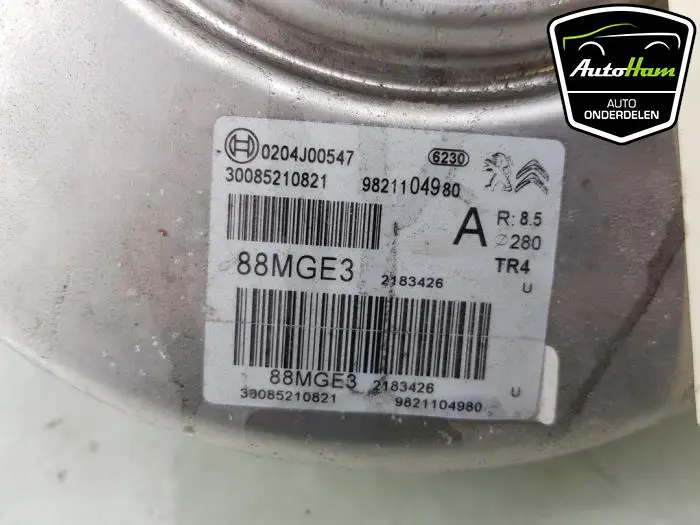 AutoHam
AUTO
ONDERDELEN
0204J00547 6230
30085210821 9821104980
A R: 8.5
⌀280
TR4
88MGE3 2183426 U
88MGE3 2183426 U
30085210821 9821104980